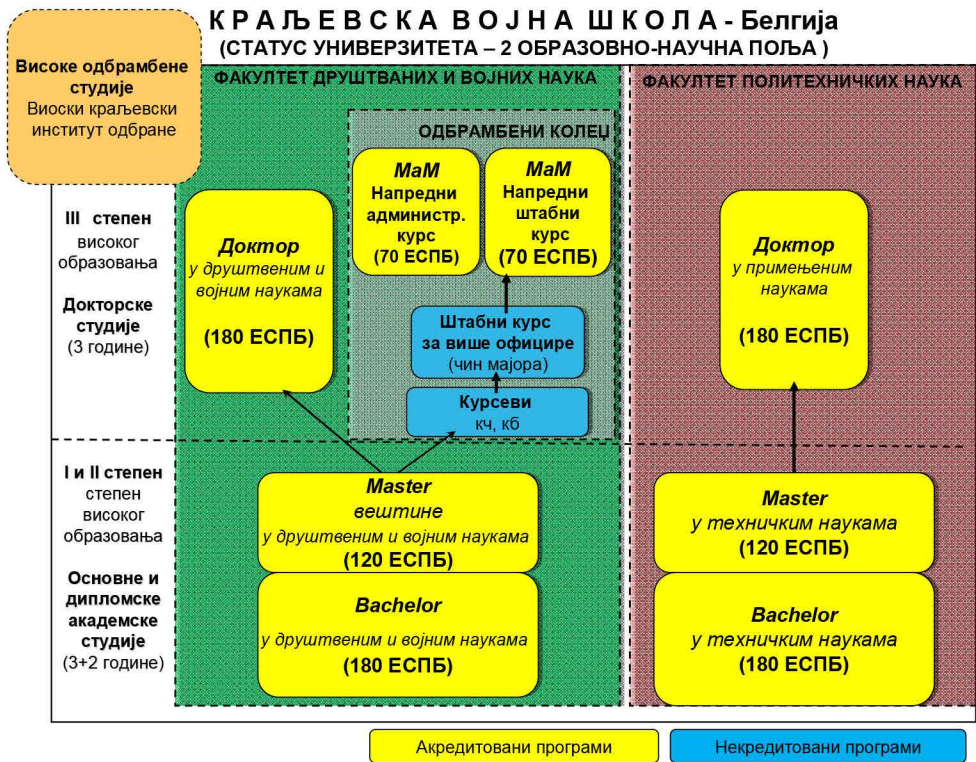 К Р А Љ Е В С К А  В О Ј Н А  Ш К О Л А - Белгија
(СТАТУС УНИВЕРЗИТЕТА – 2 ОБРАЗОВНО-НАУЧНА ПОЉА )
Високе одбрамбене
студије
Виоски краљевски
институт одбране
ФАКУЛТЕТ ДРУШТВАНИХ И ВОЈНИХ НАУКА
ФАКУЛТЕТ ПОЛИТЕХНИЧКИХ НАУКА
ОДБРАМБЕНИ КОЛЕЏ
МаМ
Напредни
администр.
курс
(70 ЕСПБ)
МаМ
Напредни
штабни
курс
(70 ЕСПБ)
III степен
високог
образовања
Докторске
студије
(3 године)
Доктор
у друштвеним и
војним наукама
(180 ЕСПБ)
Штабни курс
за више официре
(чин мајора)
Курсеви
кч, кб
Доктор
у примењеним
наукама
(180 ЕСПБ)
I и II степен
степен
високог
образовања
Основне и
дипломске
академске
студије
(3+2 године)
Master
вештине
у друштвеним и војним наукама
(120 ЕСПБ)
Bachelor
у друштвеним и војним наукама
(180 ЕСПБ)
Master
у техничким наукама
(120 ЕСПБ)
Bachelor
у техничким наукама
(180 ЕСПБ)
Акредитовани програми
Некредитовани програми